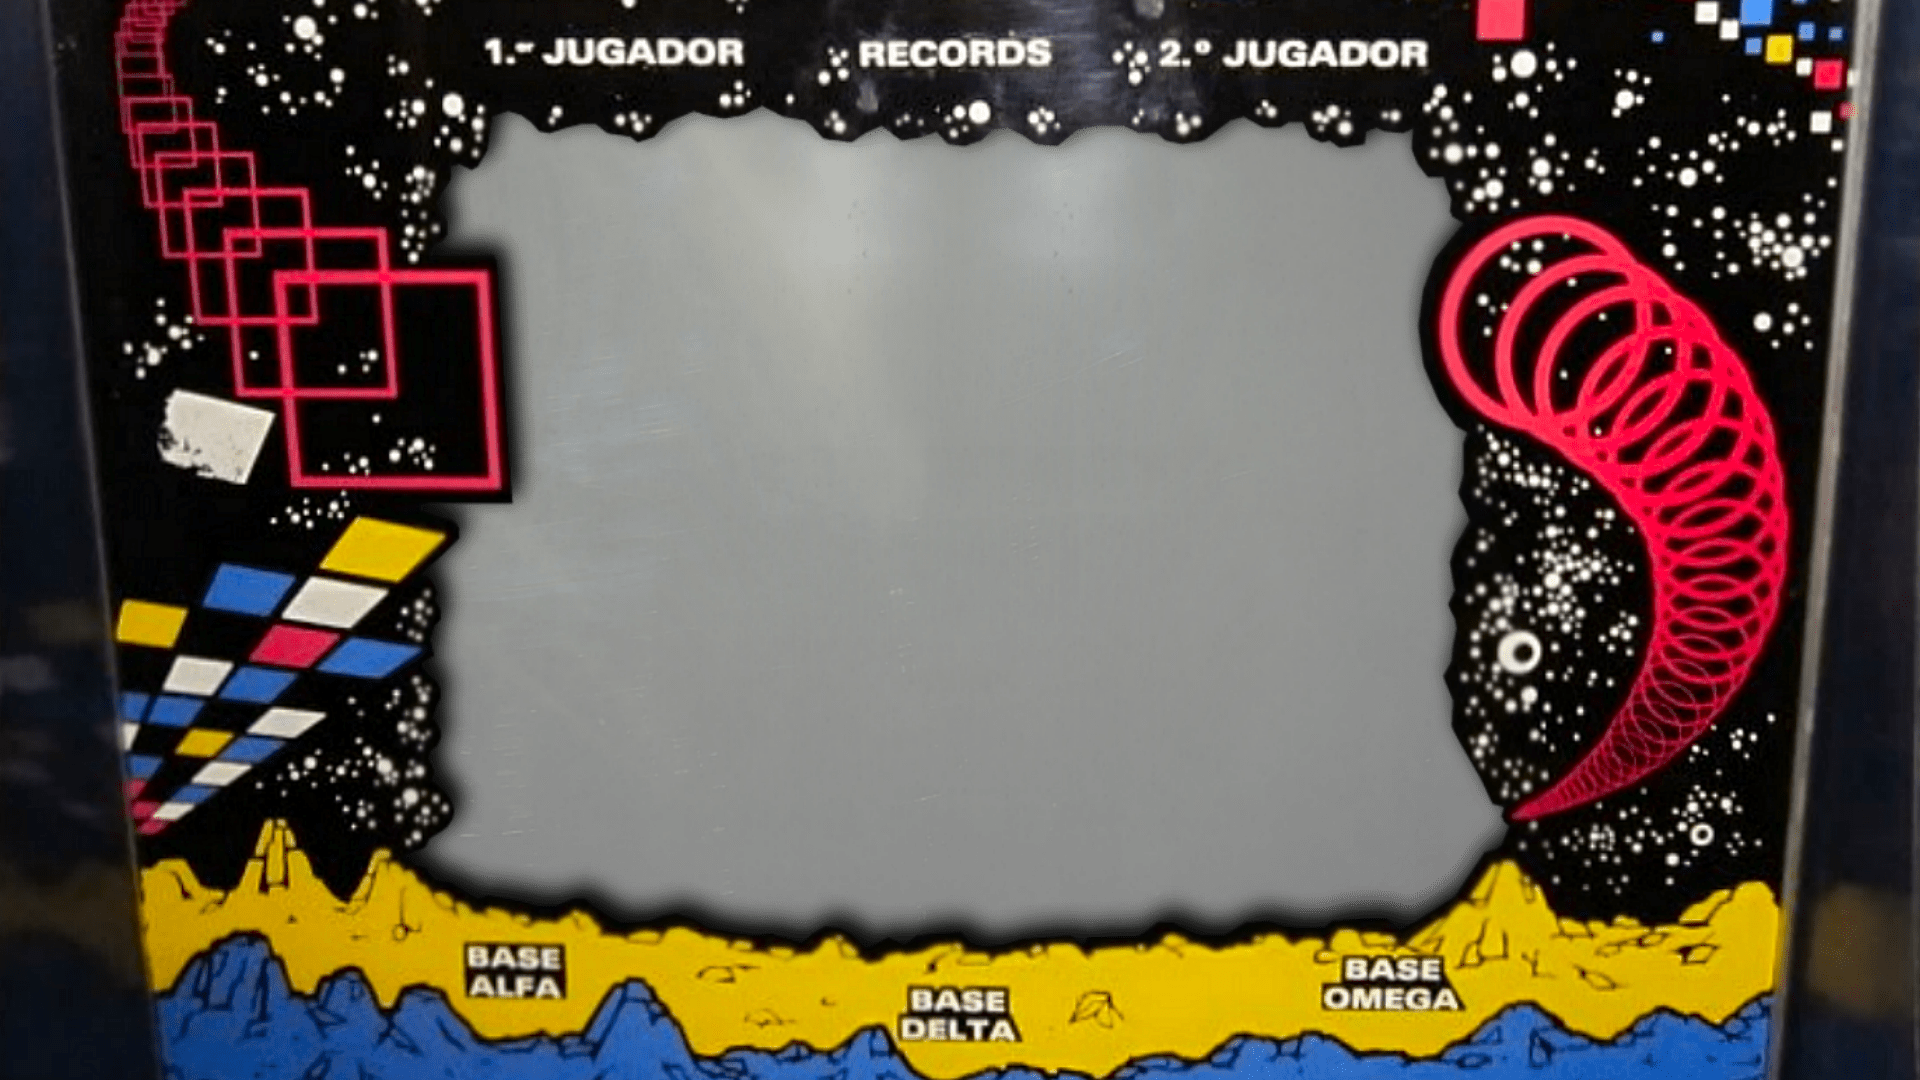 1.er JUGADOR
RECORDS
2.º JUGADOR
BASE
ALFA
BASE
DELTA
BASE
OMEGA